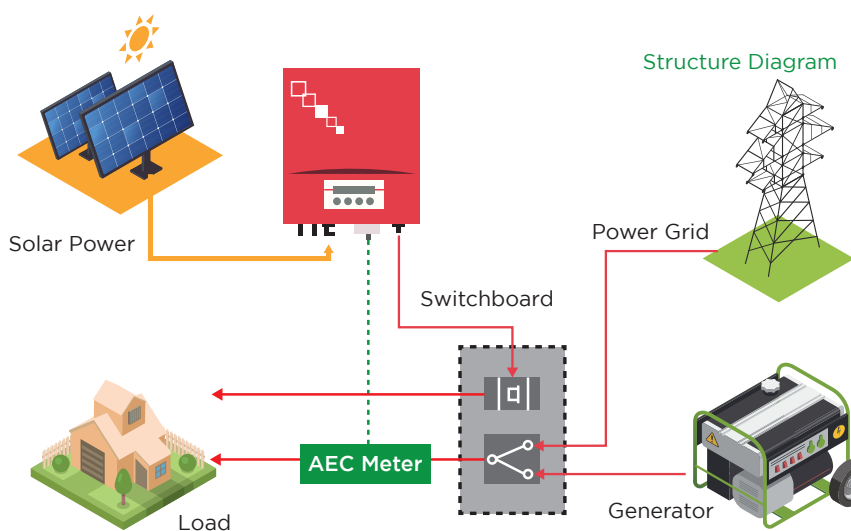 Structure Diagram
Solar Power
Power Grid
Switchboard
AEC Meter
Generator
Load